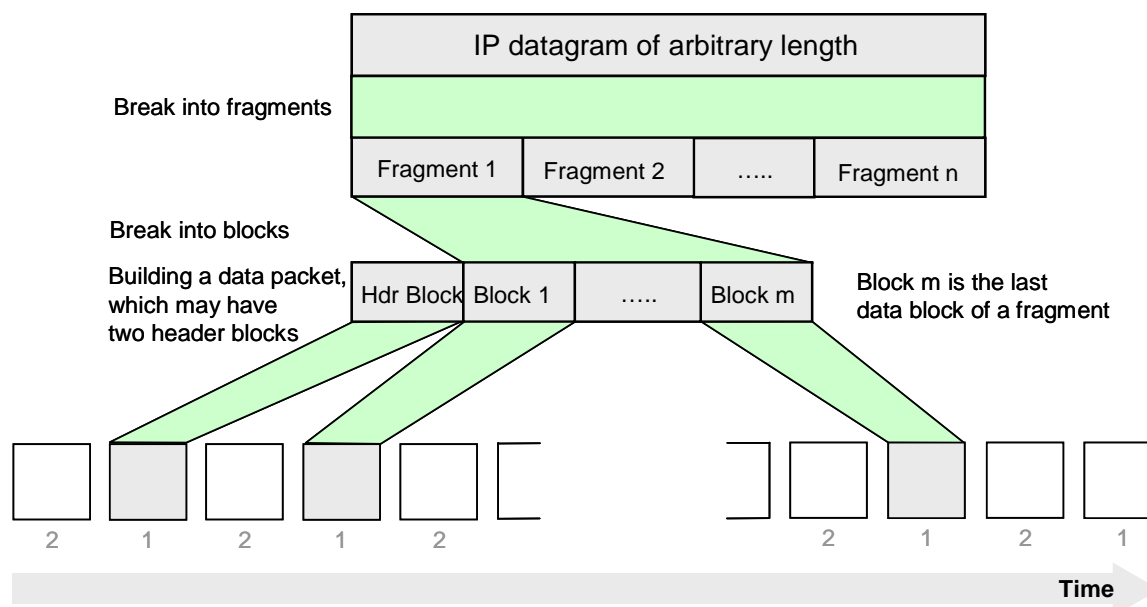 IP datagram of arbitrary length
Break into fragments
Fragment 1
Fragment 2
…..
Fragment n
Break into blocks
Building a data packet,
which may have
two header blocks
Hdr Block
Block 1
…..
Block m
Block m is the last
data block of a fragment
2
1
2
1
2
2
1
2
1
Time